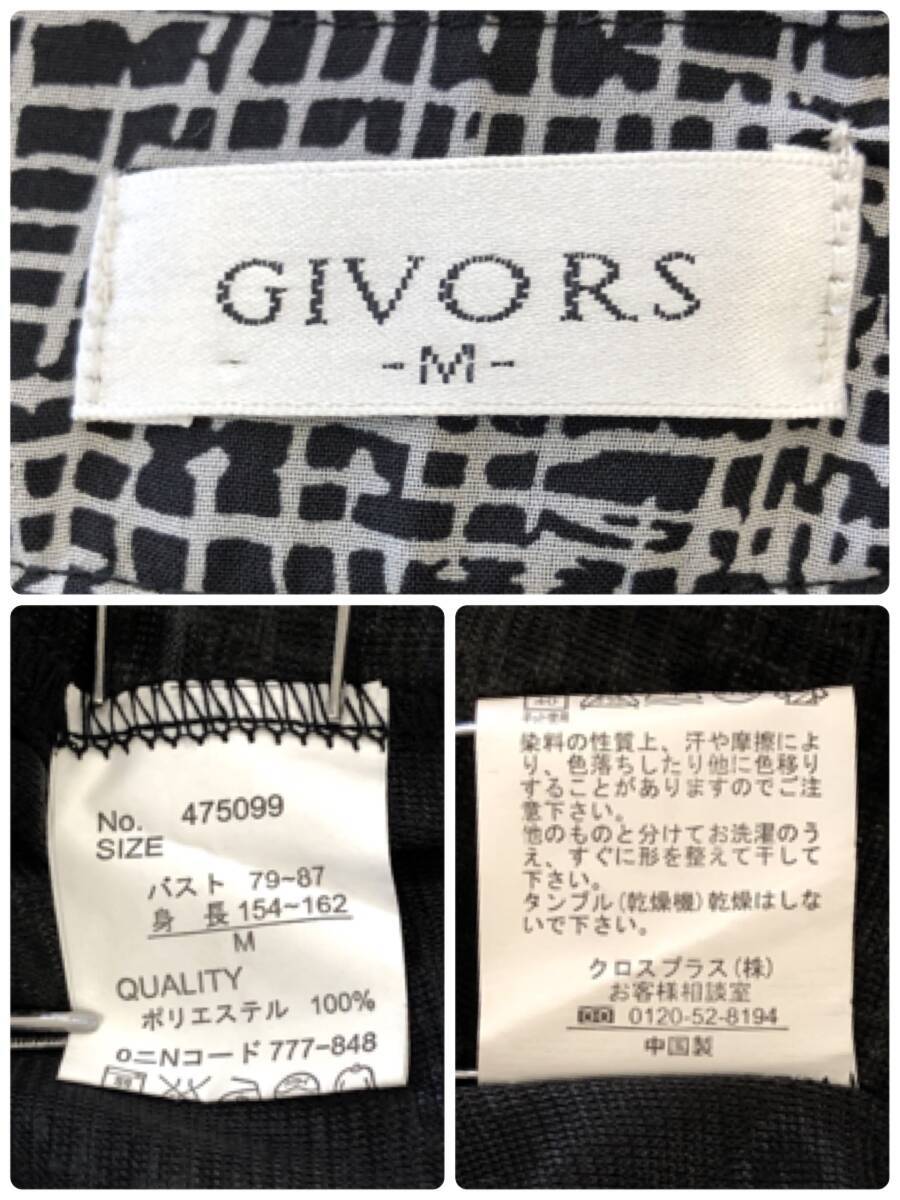 GIVORS
-M-
No. 475099
SIZE
バスト 79~87
身 長 154~162
M
QUALITY
ポリエステル 100%
oニNコード 777-848
ネット使用
染料の性質上、汗や摩擦によ
り、色落ちしたり他に色移り
することがありますのでご注
意下さい。
他のものと分けてお洗濯のう
え、すぐに形を整えて干して
下さい。
タンブル(乾燥機)乾燥はしな
いで下さい。
クロスプラス(株)
お客様相談室
0120-52-8194
中国製